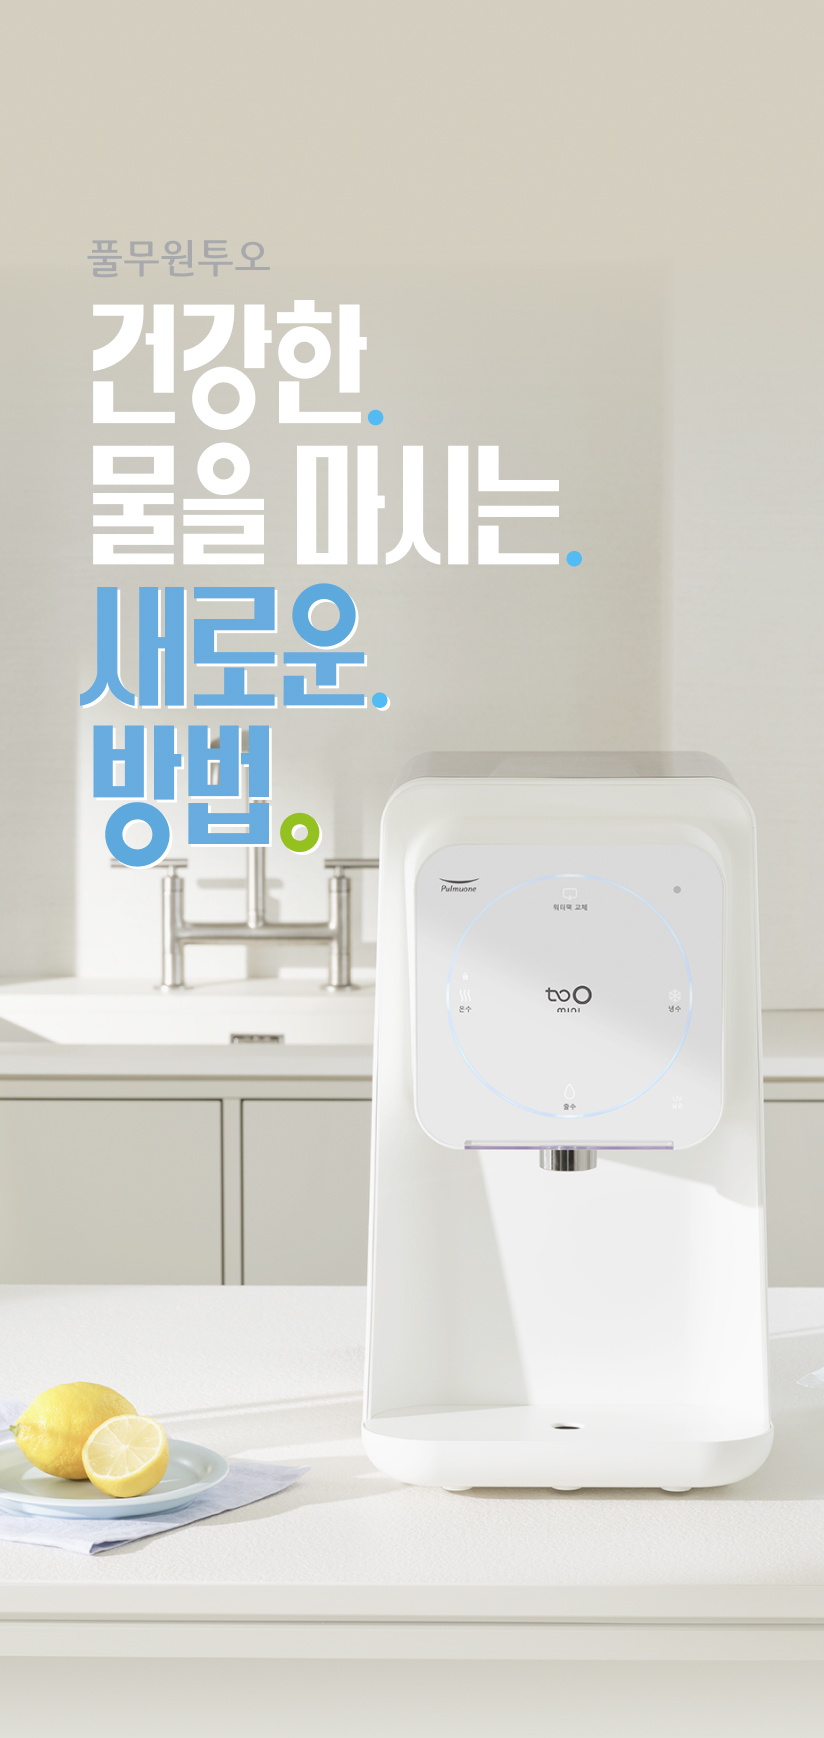 풀무원투오
건강한.
물을 마시는.
새로운.
방법.
Pulmuone
워터팩 교체
too
mini
온수
냉수
출수